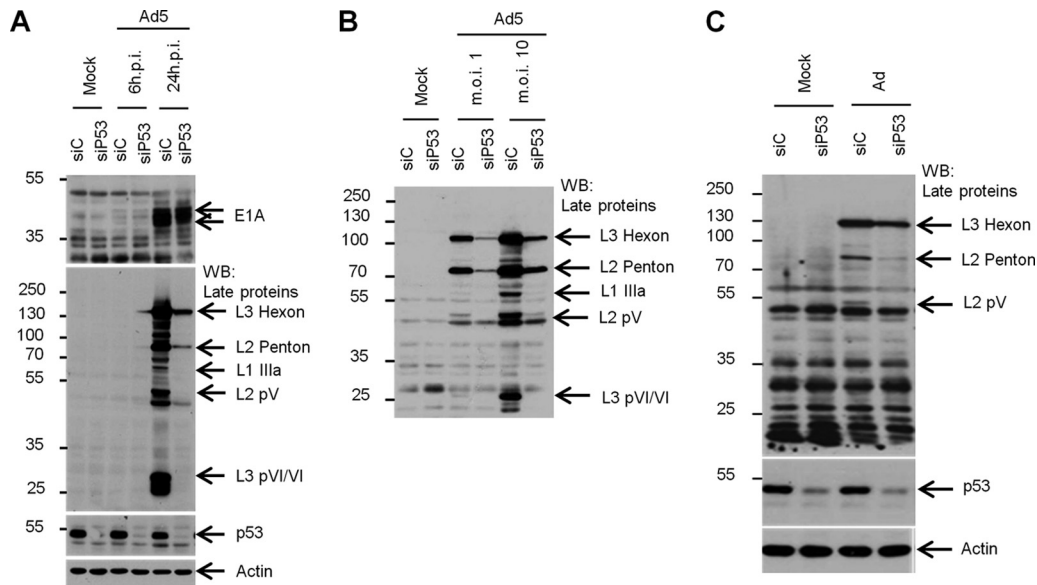 A
Ad5
Mock
6h.p.i.
24h.p.i.
siC
siP53
siC
siP53
siC
siP53
55
35
E1A
WB:
Late proteins
250
130
100
70
55
35
25
L3 Hexon
L2 Penton
L1 IIIa
L2 pV
L3 pVI/VI
55
p53
Actin
B
Ad5
Mock
m.o.i. 1
m.o.i. 10
siC
siP53
siC
siP53
siC
siP53
WB:
Late proteins
250
130
100
70
55
35
25
L3 Hexon
L2 Penton
L1 IIIa
L2 pV
L3 pVI/VI
C
Mock
Ad
siC
siP53
siC
siP53
WB:
Late proteins
250
130
100
70
55
35
25
L3 Hexon
L2 Penton
L2 pV
55
p53
Actin